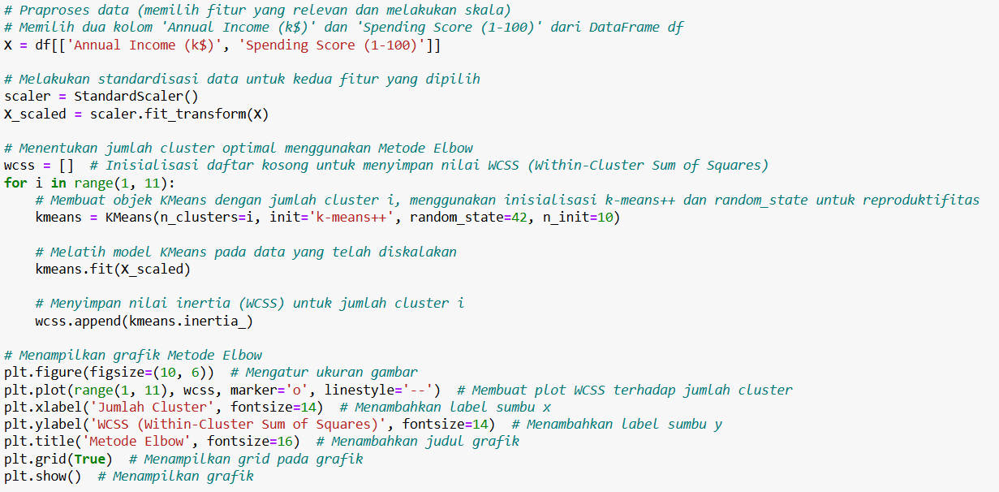 # Praproses data (memilih fitur yang relevan dan melakukan skala)
# Memilih dua kolom 'Annual Income (k$)' dan 'Spending Score (1-100)' dari DataFrame df
X = df[['Annual Income (k$)', 'Spending Score (1-100)']]

# Melakukan standardisasi data untuk kedua fitur yang dipilih
scaler = StandardScaler()
X_scaled = scaler.fit_transform(X)

# Menentukan jumlah cluster optimal menggunakan Metode Elbow
wcss = []  # Inisialisasi daftar kosong untuk menyimpan nilai WCSS (Within-Cluster Sum of Squares)
for i in range(1, 11):
    # Membuat objek KMeans dengan jumlah cluster i, menggunakan inisialisasi k-means++ dan random_state untuk reproduktifitas
    kmeans = KMeans(n_clusters=i, init='k-means++', random_state=42, n_init=10)

    # Melatih model KMeans pada data yang telah diskalakan
    kmeans.fit(X_scaled)

    # Menyimpan nilai inertia (WCSS) untuk jumlah cluster i
    wcss.append(kmeans.inertia_)

# Menampilkan grafik Metode Elbow
plt.figure(figsize=(10, 6))  # Mengatur ukuran gambar
plt.plot(range(1, 11), wcss, marker='o', linestyle='--')  # Membuat plot WCSS terhadap jumlah cluster
plt.xlabel('Jumlah Cluster', fontsize=14)  # Menambahkan label sumbu x
plt.ylabel('WCSS (Within-Cluster Sum of Squares)', fontsize=14)  # Menambahkan label sumbu y
plt.title('Metode Elbow', fontsize=16)  # Menambahkan judul grafik
plt.grid(True)  # Menampilkan grid pada grafik
plt.show()  # Menampilkan grafik